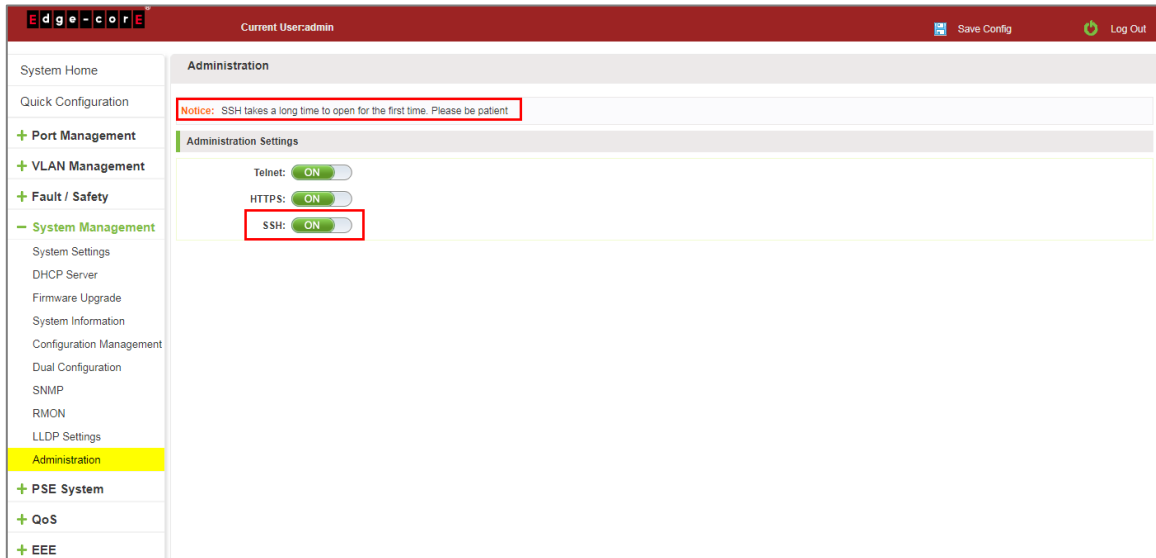 Edge-corE
Current User:admin
Save Config
Log Out
System Home
Quick Configuration
+ Port Management
+ VLAN Management
+ Fault / Safety
− System Management
System Settings
DHCP Server
Firmware Upgrade
System Information
Configuration Management
Dual Configuration
SNMP
RMON
LLDP Settings
Administration
+ PSE System
+ QoS
+ EEE
Administration
Notice: SSH takes a long time to open for the first time. Please be patient
Administration Settings
Telnet: ON
HTTPS: ON
SSH: ON